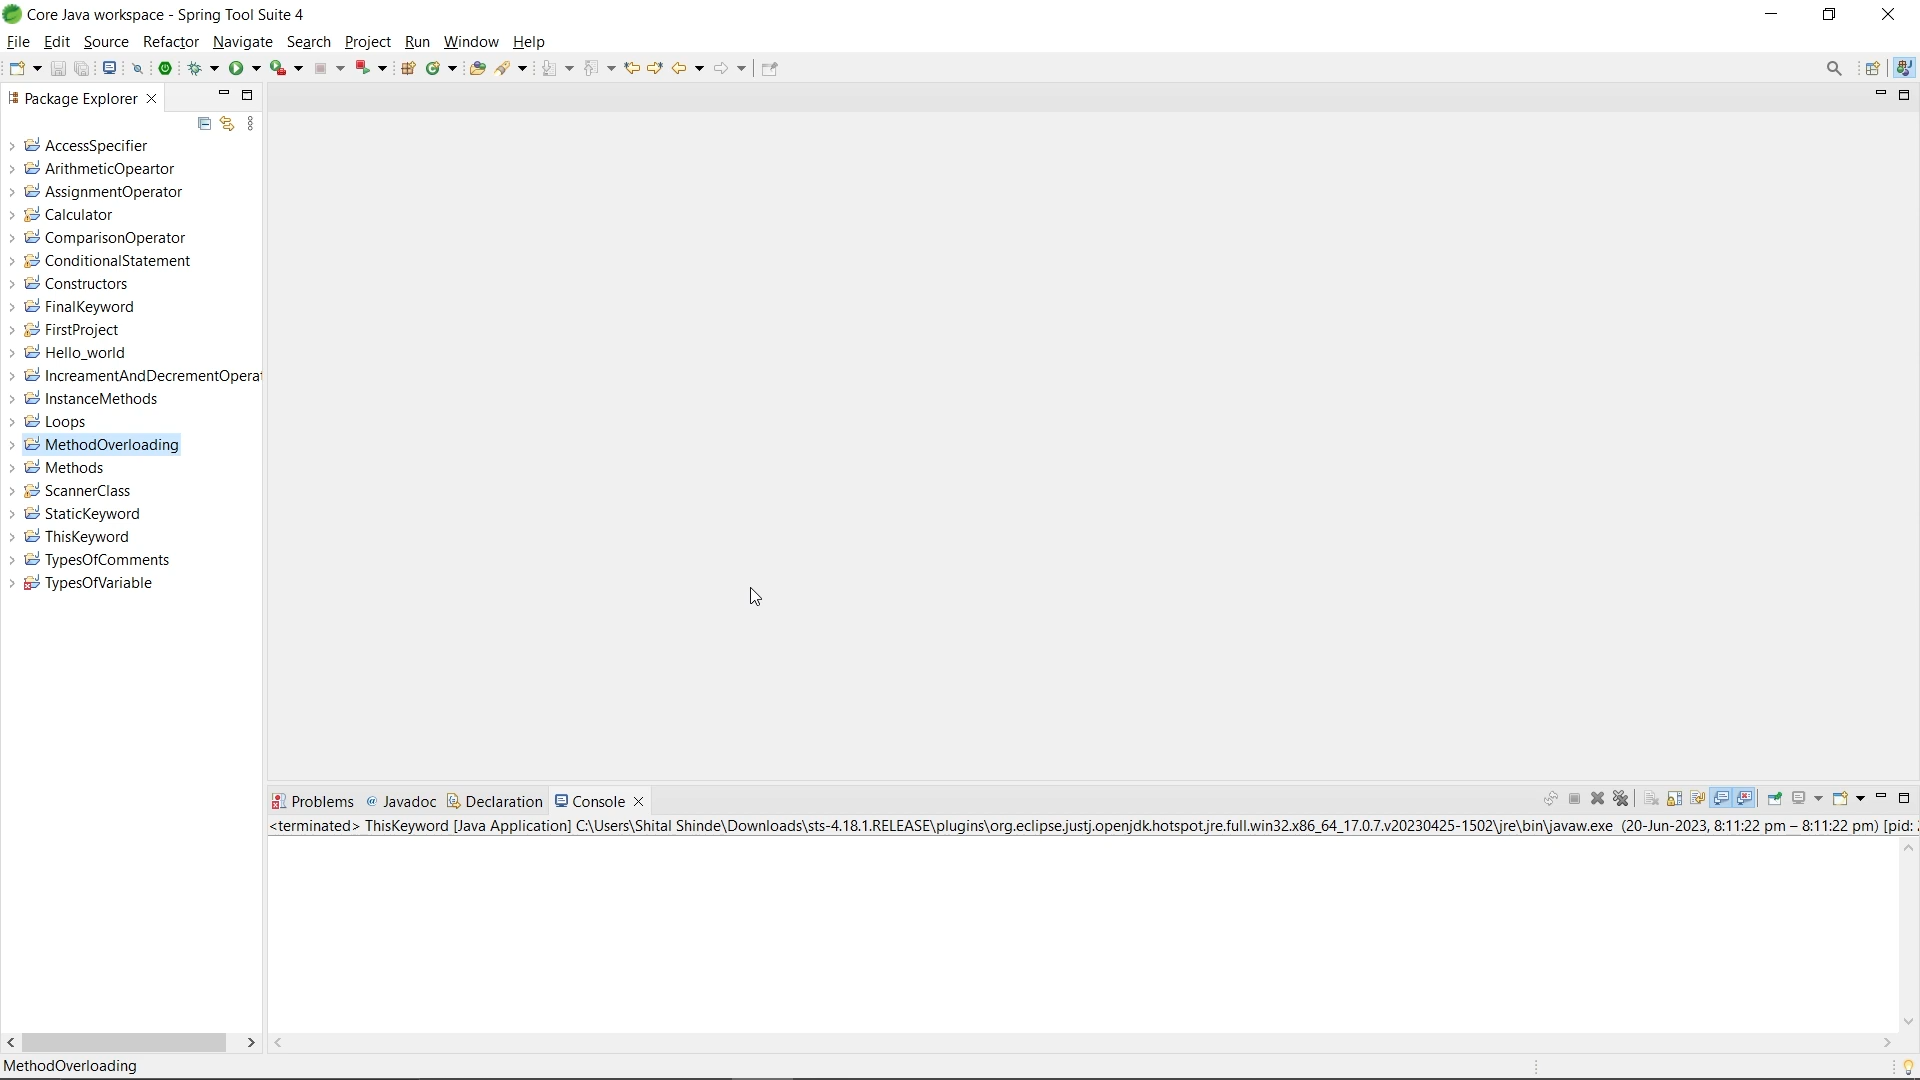 Core Java workspace - Spring Tool Suite 4
File Edit Source Refactor Navigate Search Project Run Window Help
Package Explorer
AccessSpecifier
ArithmeticOpeartor
AssignmentOperator
Calculator
ComparisonOperator
ConditionalStatement
Constructors
FinalKeyword
FirstProject
Hello_world
IncreamentAndDecrementOperat
InstanceMethods
Loops
MethodOverloading
Methods
ScannerClass
StaticKeyword
ThisKeyword
TypesOfComments
TypesOfVariable
Problems Javadoc Declaration Console
<terminated> ThisKeyword [Java Application] C:\Users\Shital Shinde\Downloads\sts-4.18.1.RELEASE\plugins\org.eclipse.justj.openjdk.hotspot.jre.full.win32.x86_64_17.0.7.v20230425-1502\jre\bin\javaw.exe (20-Jun-2023, 8:11:22 pm – 8:11:22 pm) [pid:
MethodOverloading